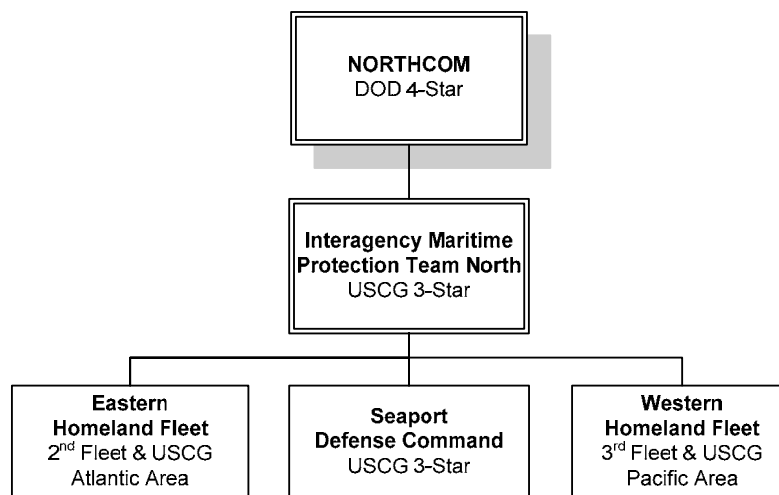 NORTHCOM
DOD 4-Star
Interagency Maritime
Protection Team North
USCG 3-Star
Eastern
Homeland Fleet
2nd Fleet & USCG
Atlantic Area
Seaport
Defense Command
USCG 3-Star
Western
Homeland Fleet
3rd Fleet & USCG
Pacific Area